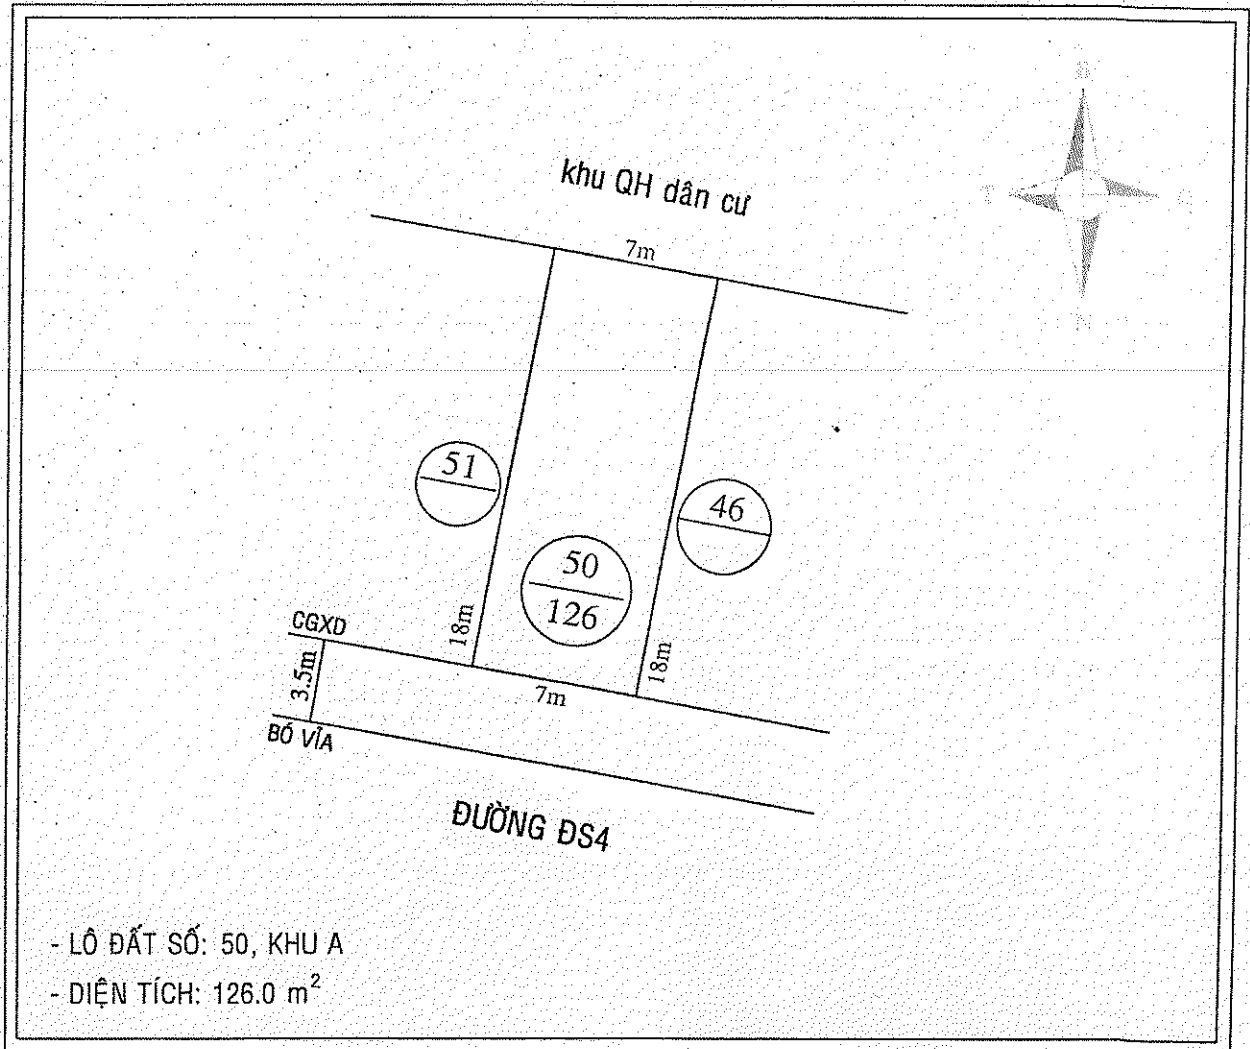 B
T
Đ
N
khu QH dân cư
7m
51
46
50
126
18m
18m
CGXD
3.5m
7m
BÓ VỈA
ĐƯỜNG ĐS4
- LÔ ĐẤT SỐ: 50, KHU A
- DIỆN TÍCH: 126.0 m²